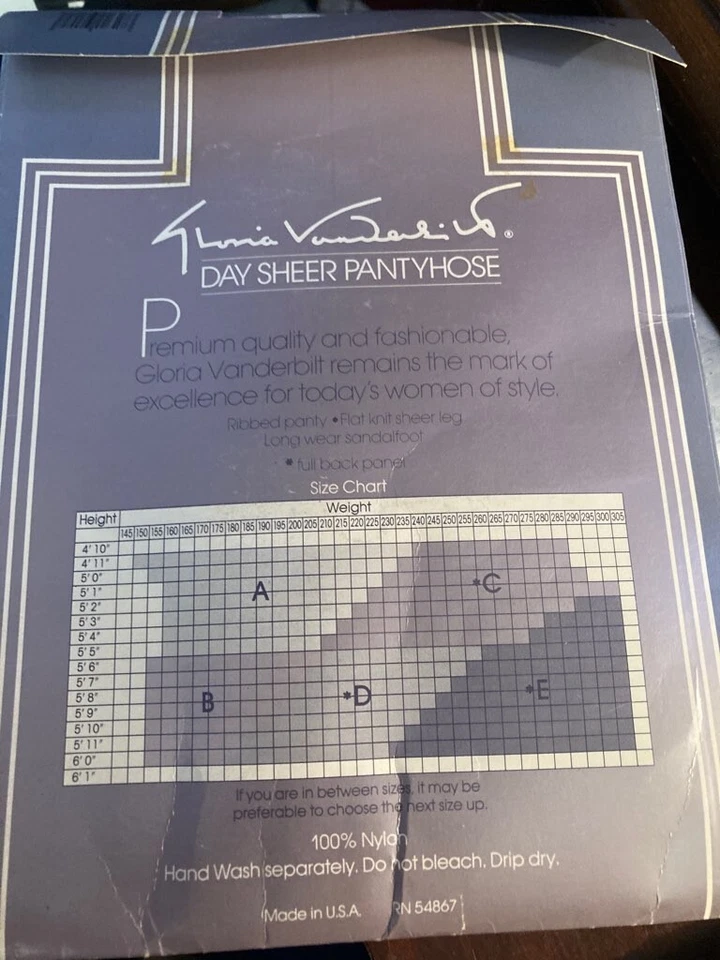 Gloria Vanderbilt®
DAY SHEER PANTYHOSE
Premium quality and fashionable,
Gloria Vanderbilt remains the mark of
excellence for today's women of style.
Ribbed panty • Flat knit sheer leg
Long wear sandalfoot
* full back panel
Size Chart
Height Weight
145 150 155 160 165 170 175 180 185 190 195 200 205 210 215 220 225 230 235 240 245 250 255 260 265 270 275 280 285 290 295 300 305
4'10"
4'11"
5'0"
5'1" A *C
5'2"
5'3"
5'4"
5'5"
5'6"
5'7"
5'8" B *D *E
5'9"
5'10"
5'11"
6'0"
6'1"
If you are in between sizes, it may be
preferable to choose the next size up.
100% Nylon
Hand Wash separately. Do not bleach. Drip dry.
Made in U.S.A. RN 54867